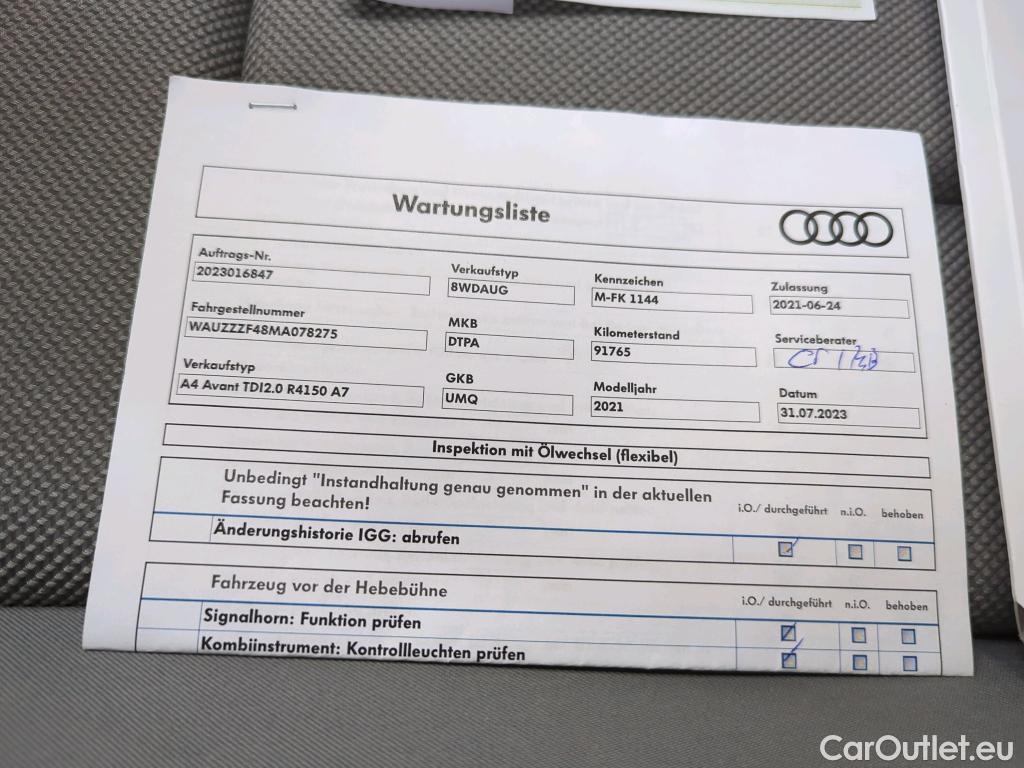 Wartungsliste
Auftrags-Nr. Verkaufstyp Kennzeichen Zulassung
2023016847 8WDAUG M-FK 1144 2021-06-24
Fahrgestellnummer MKB Kilometerstand Serviceberater
WAUZZZF48MA078275 DTPA 91765
Verkaufstyp GKB Modelljahr Datum
A4 Avant TDI2.0 R4150 A7 UMQ 2021 31.07.2023
Inspektion mit Ölwechsel (flexibel)
Unbedingt "Instandhaltung genau genommen" in der aktuellen
Fassung beachten! i.O./ durchgeführt n.i.O. behoben
Änderungshistorie IGG: abrufen
Fahrzeug vor der Hebebühne i.O./ durchgeführt n.i.O. behoben
Signalhorn: Funktion prüfen
Kombiinstrument: Kontrollleuchten prüfen
CarOutlet.eu